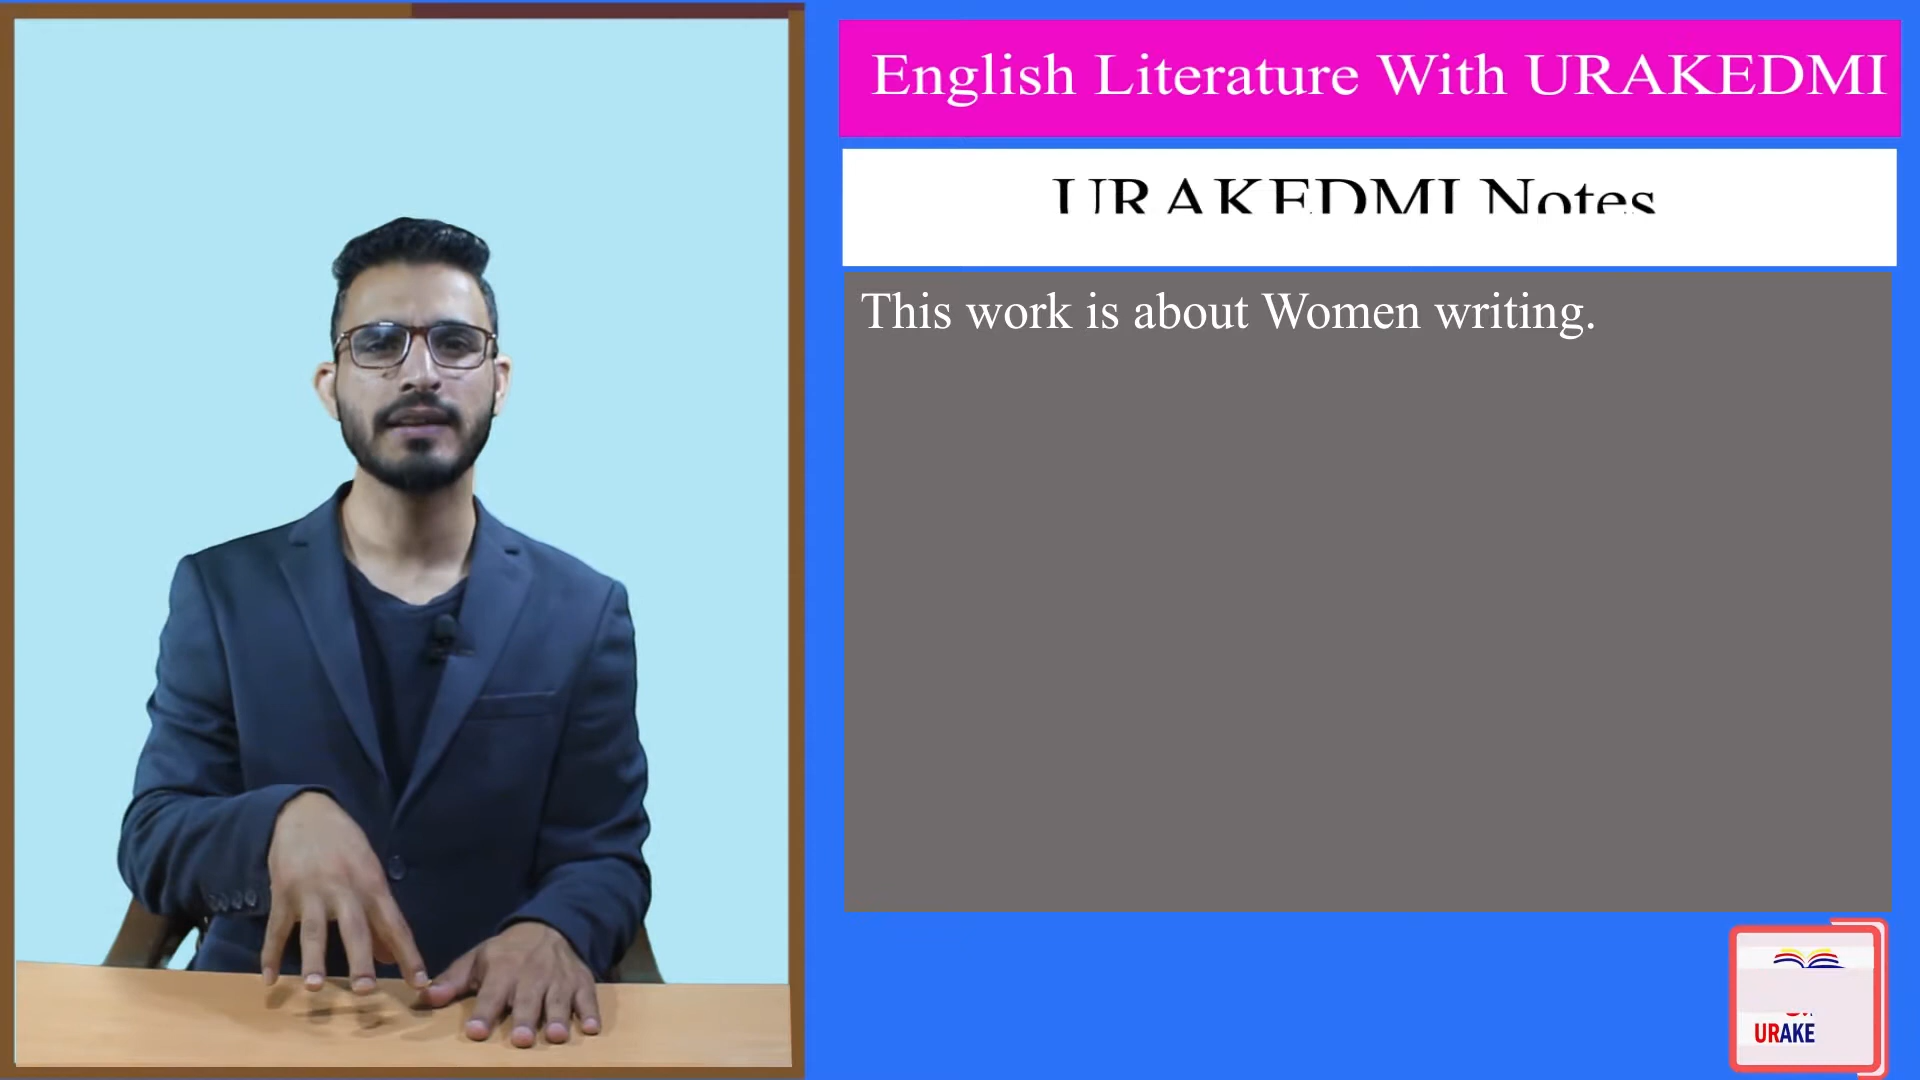 English Literature With URAKEDMI
URAKEDMI Notes
This work is about Women writing.
URAKE